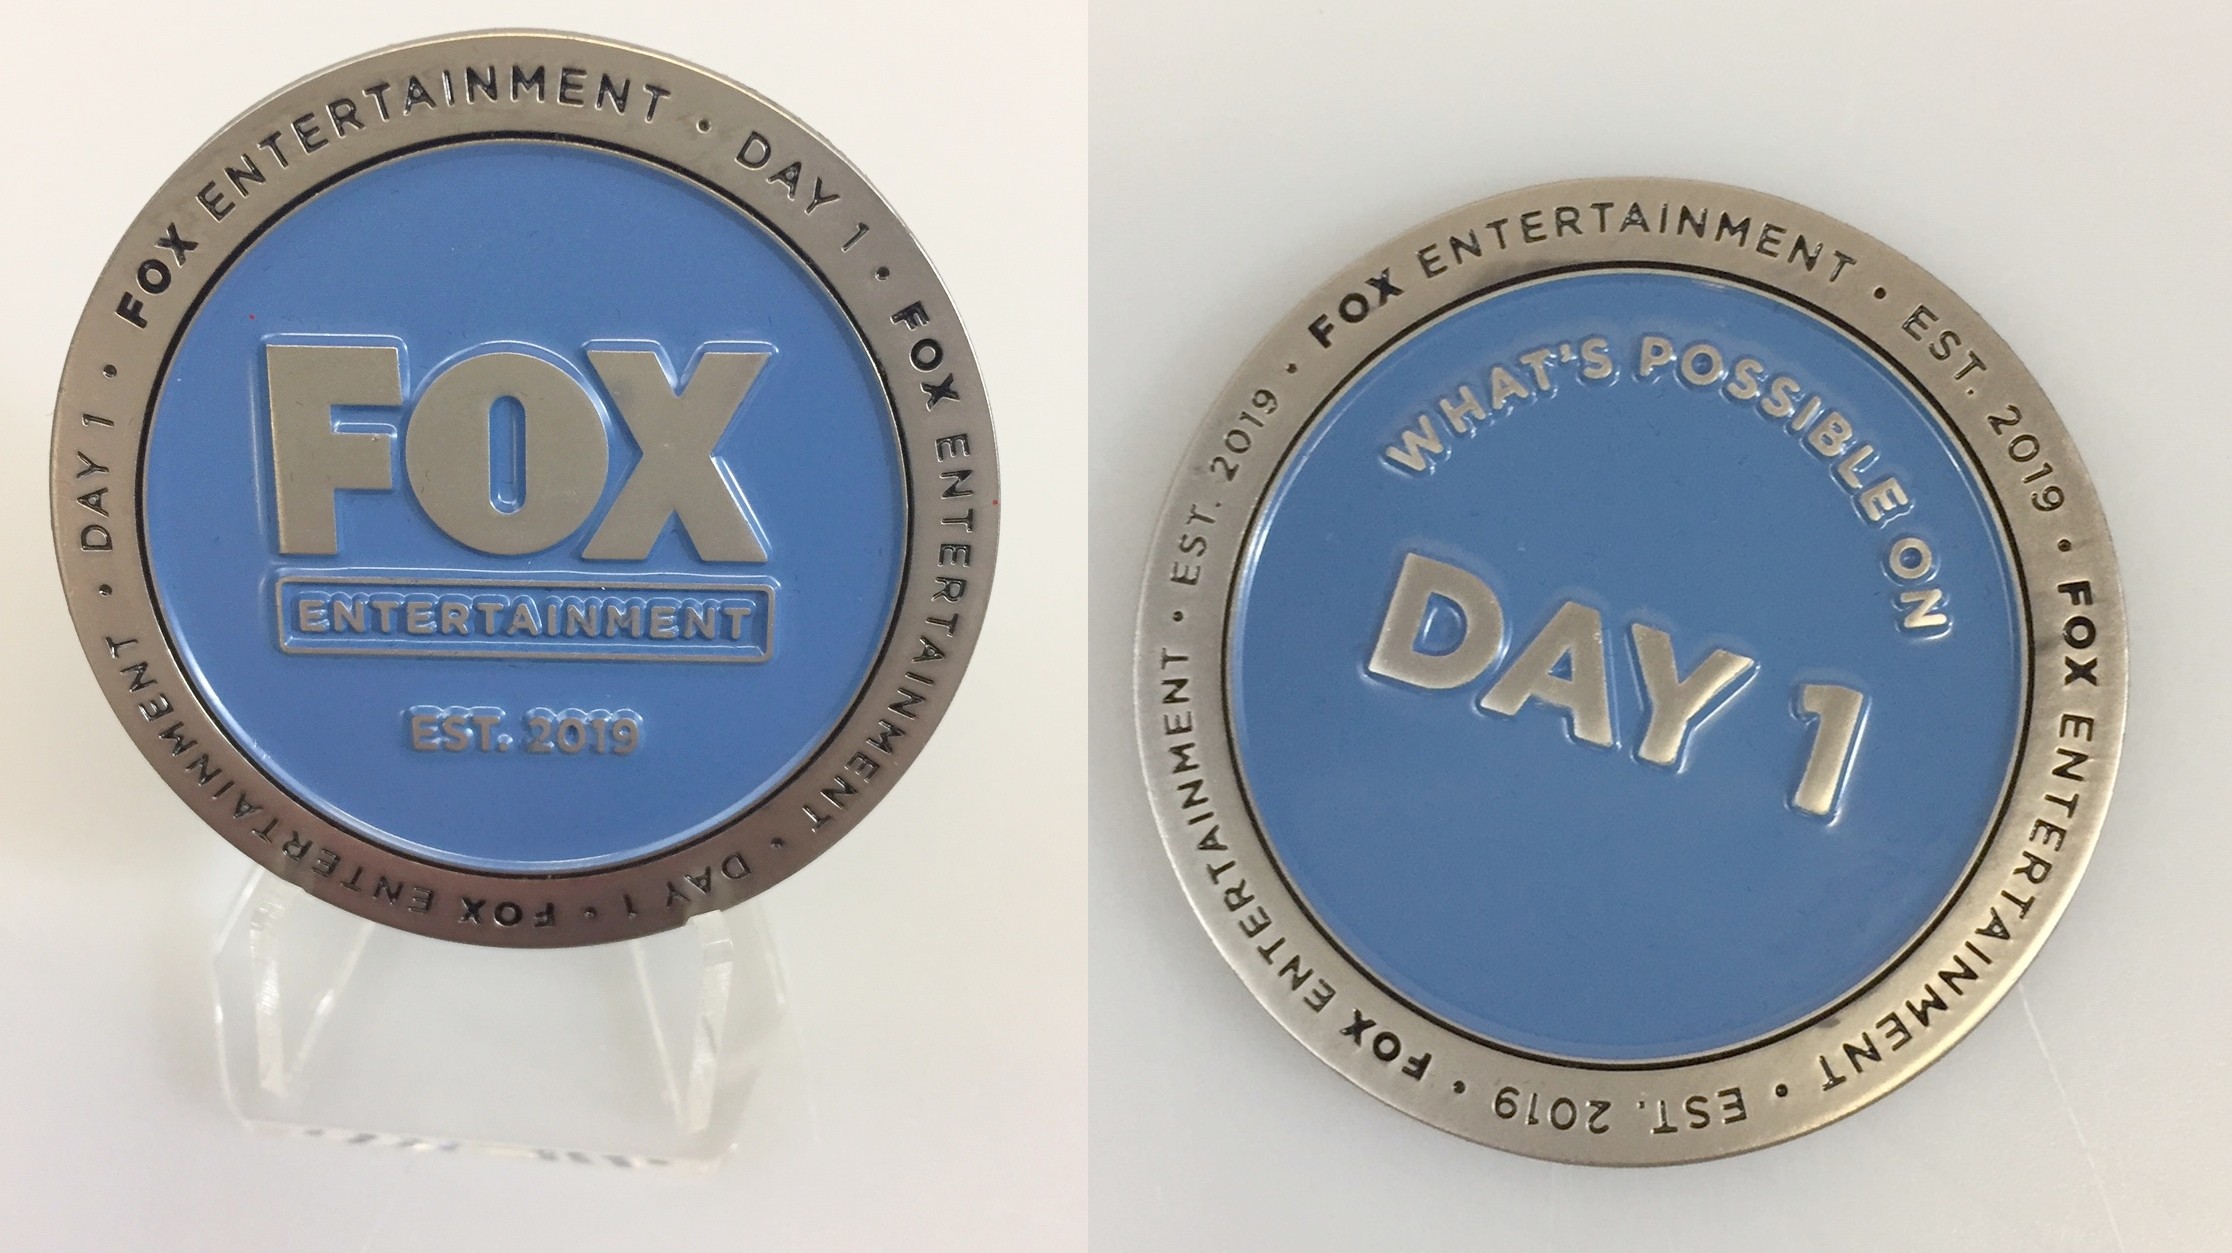 FOX ENTERTAINMENT • DAY 1 • FOX ENTERTAINMENT • DAY 1 • FOX ENTERTAINMENT • DAY 1 •
FOX
ENTERTAINMENT
EST. 2019
FOX ENTERTAINMENT • EST. 2019 • FOX ENTERTAINMENT • EST. 2019 • FOX ENTERTAINMENT • EST. 2019 •
WHAT'S POSSIBLE ON
DAY 1